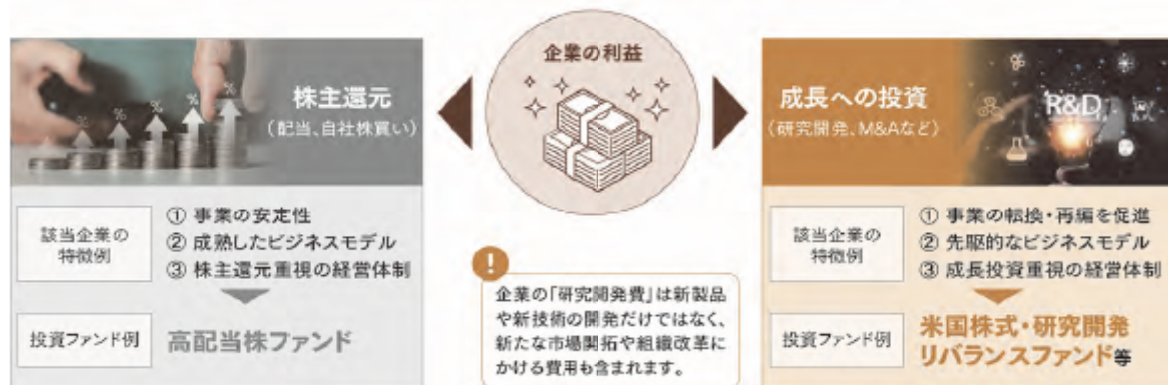 企業の利益
株主還元
(配当、自社株買い)
%
%
%
%
%
該当企業の
特徴例
① 事業の安定性
② 成熟したビジネスモデル
③ 株主還元重視の経営体制
投資ファンド例
高配当株ファンド
!
企業の「研究開発費」は新製品
や新技術の開発だけではなく、
新たな市場開拓や組織改革に
かける費用も含まれます。
成長への投資
(研究開発、M&Aなど)
R&D
該当企業の
特徴例
① 事業の転換・再編を促進
② 先駆的なビジネスモデル
③ 成長投資重視の経営体制
投資ファンド例
米国株式・研究開発
リバランスファンド等